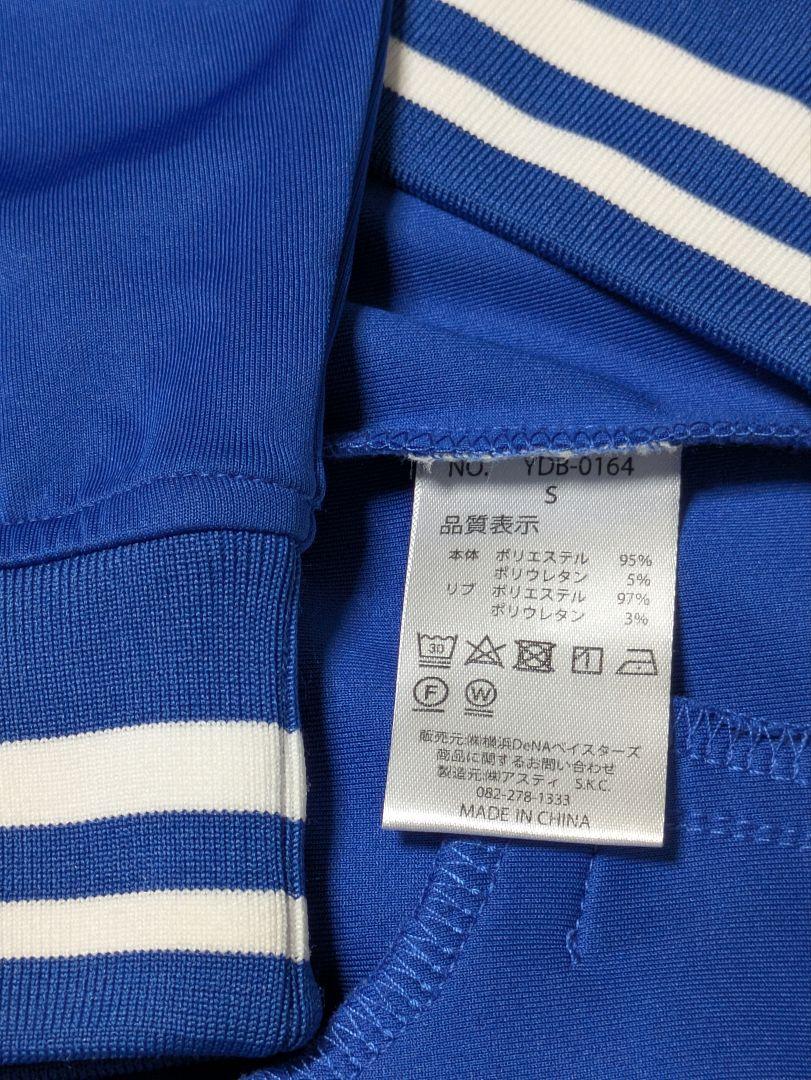 NO. YDB-0164
S
品質表示
本体 ポリエステル 95%
ポリウレタン 5%
リブ ポリエステル 97%
ポリウレタン 3%
30 1
F W
販売元:㈱横浜DeNAベイスターズ
商品に関するお問い合わせ
製造元:㈱アスティ S.K.C.
082-278-1333
MADE IN CHINA